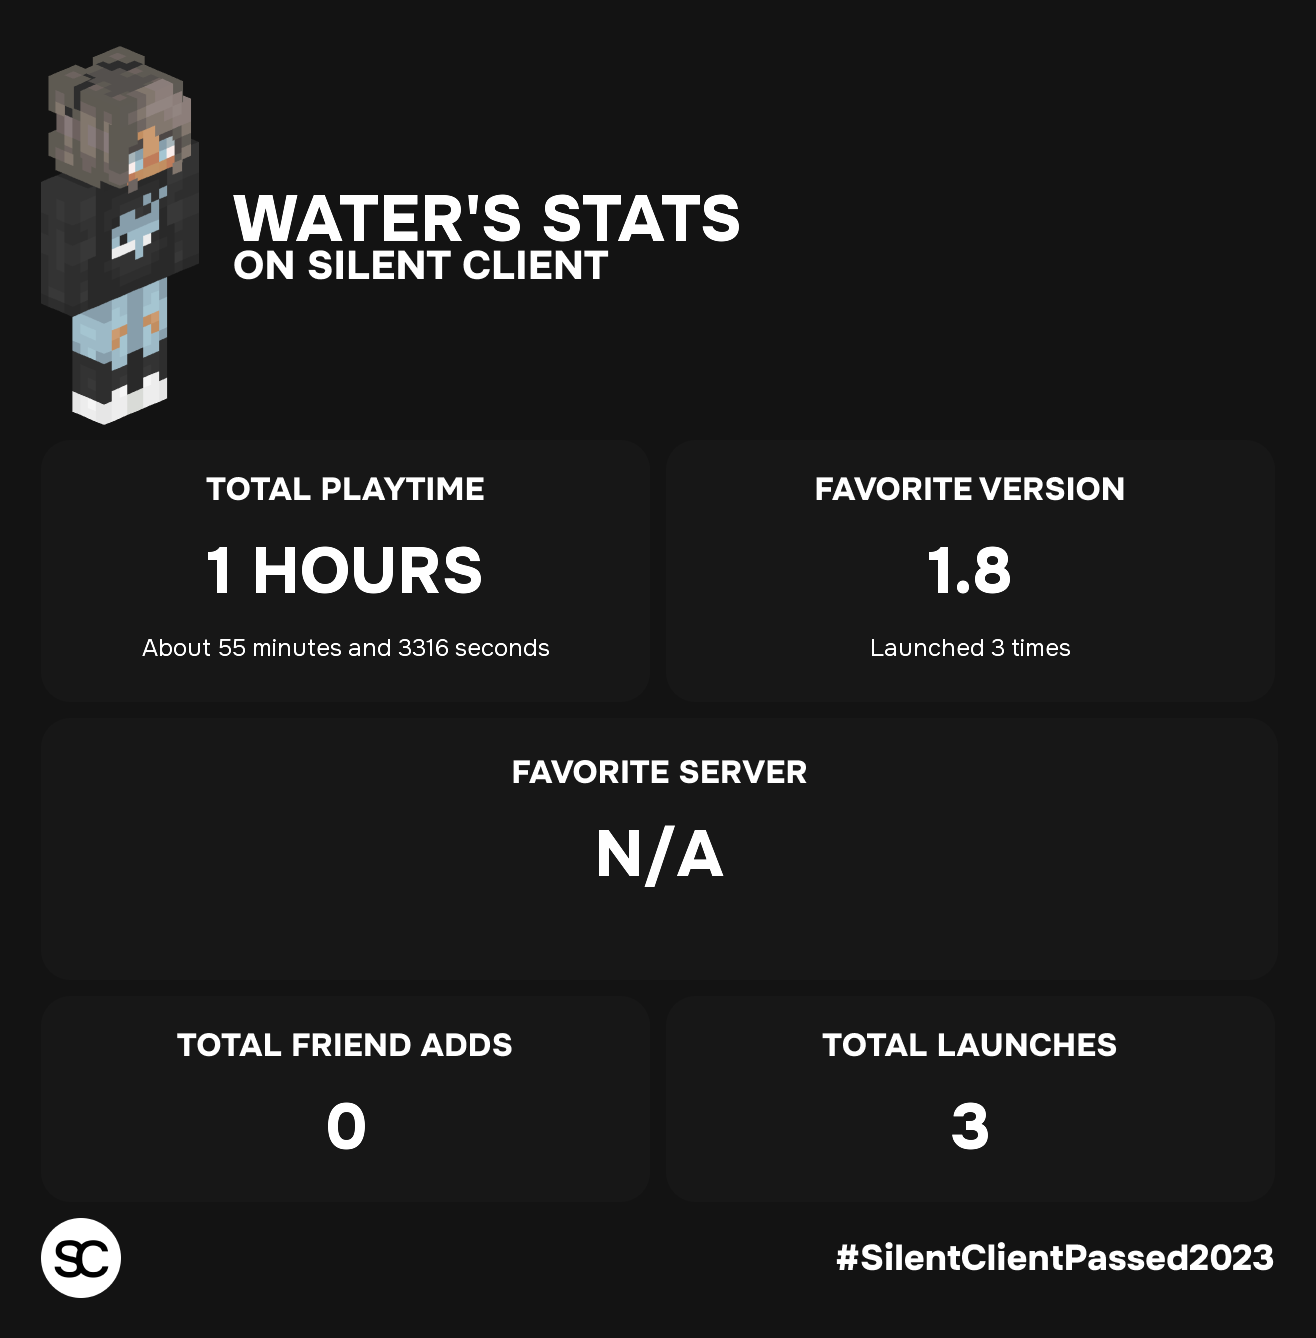 WATER'S STATS
ON SILENT CLIENT
TOTAL PLAYTIME
1 HOURS
About 55 minutes and 3316 seconds
FAVORITE VERSION
1.8
Launched 3 times
FAVORITE SERVER
N/A
TOTAL FRIEND ADDS
0
TOTAL LAUNCHES
3
SC
#SilentClientPassed2023